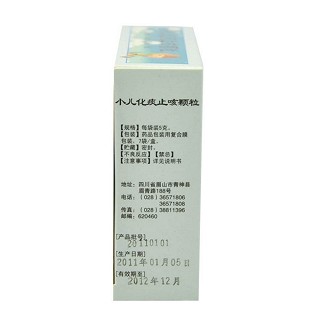 小儿化痰止咳颗粒
【规格】每袋装5克。
【包装】药品包装用复合膜
包装。7袋/盒。
【贮藏】密封。
【不良反应】【禁忌】
【注意事项】详见说明书
地址：四川省眉山市青神县
眉青路188号
电话：（028）36571806
36571808
传真：（028）38811396
邮编：620460
【产品批号】
20110101
【生产日期】
2011年01月05日
【有效期至】
2012年12月